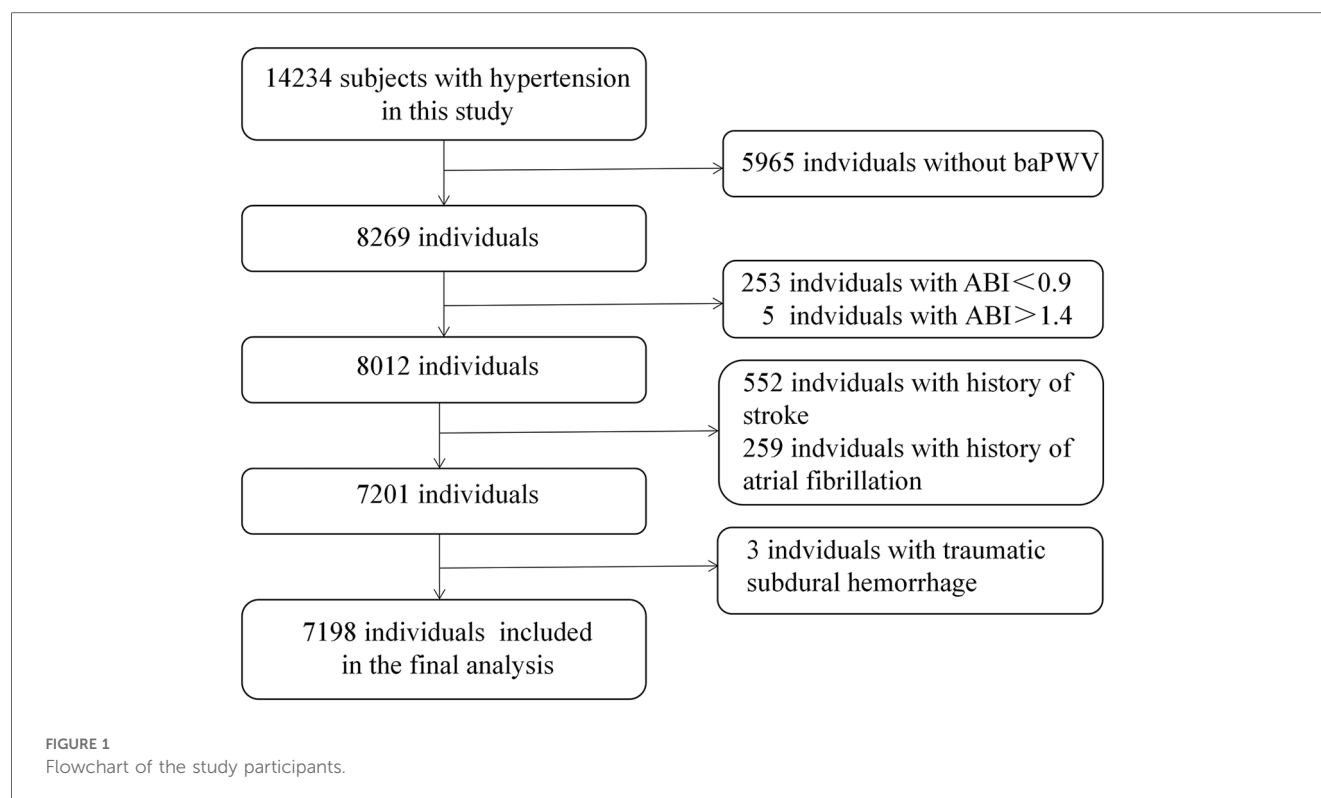 14234 subjects with hypertension
in this study
5965 indviduals without baPWV
8269 individuals
253 indviduals with ABI＜0.9
5 indviduals with ABI＞1.4
8012 individuals
552 indviduals with history of
stroke
259 indviduals with history of
atrial fibrillation
7201 individuals
3 indviduals with traumatic
subdural hemorrhage
7198 individuals included
in the final analysis
FIGURE 1
Flowchart of the study participants.